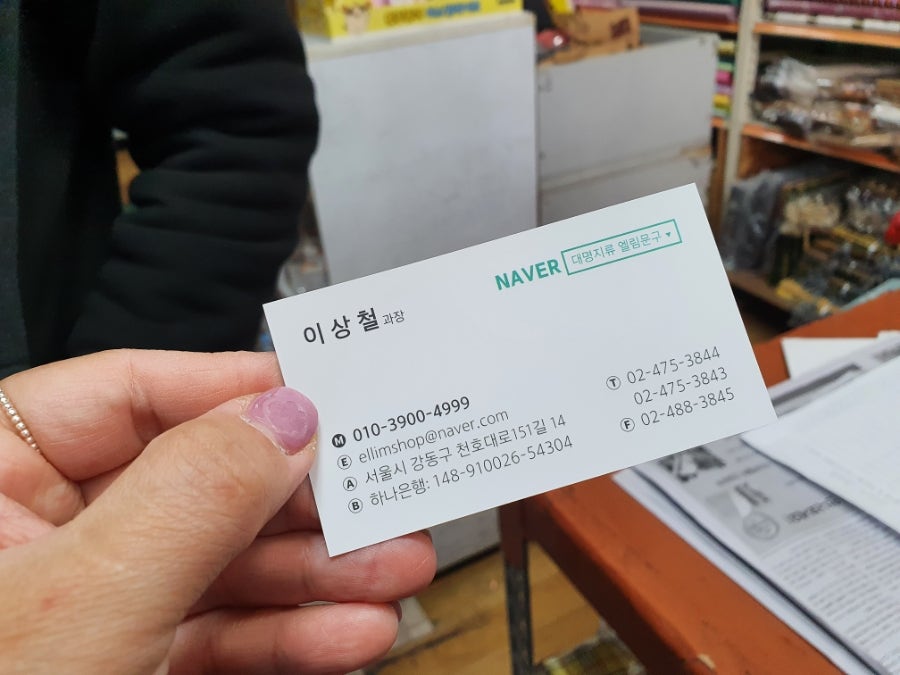 NAVER 대명지류 엘림문구 ▾
이상철 과장
Ⓜ 010-3900-4999
Ⓔ ellimshop@naver.com
Ⓐ 서울시 강동구 천호대로151길 14
Ⓑ 하나은행: 148-910026-54304
Ⓣ 02-475-3844
02-475-3843
Ⓕ 02-488-3845